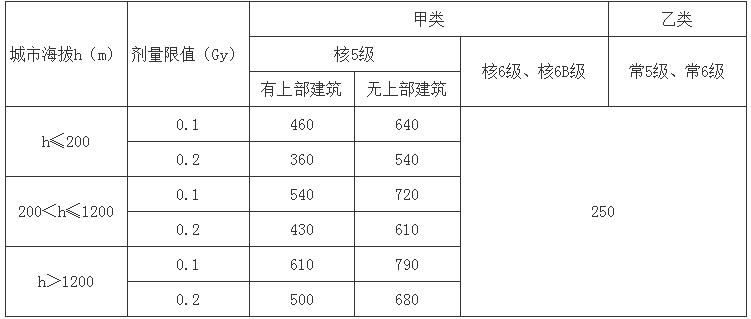 城市海拔h（m） 剂量限值（Gy） 甲类 乙类
核5级 核6级、核6B级 常5级、常6级
有上部建筑 无上部建筑
h≤200 0.1 460 640 250
0.2 360 540
200＜h≤1200 0.1 540 720
0.2 430 610
h＞1200 0.1 610 790
0.2 500 680